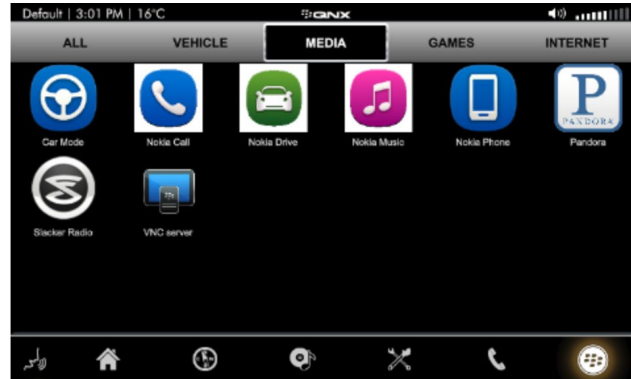 Default | 3:01 PM | 16°C
QNX
ALL VEHICLE MEDIA GAMES INTERNET
Car Mode Nokia Call Nokia Drive Nokia Music Nokia Phone Pandora
P
PANDORA
Slacker Radio VNC server